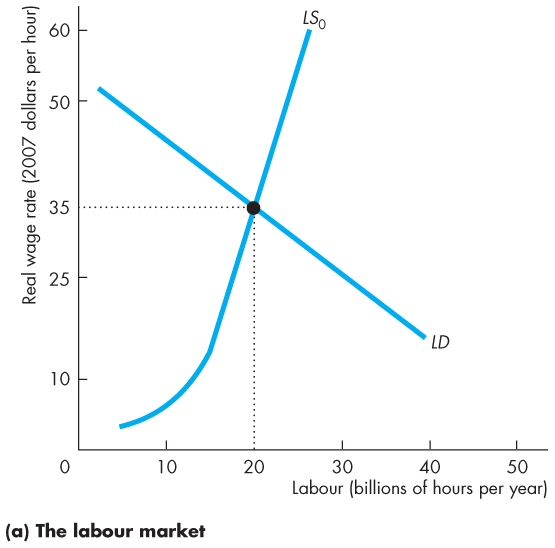 Real wage rate (2007 dollars per hour)
60
50
35
25
10
LS0
LD
0
10
20
30
40
50
Labour (billions of hours per year)
(a) The labour market